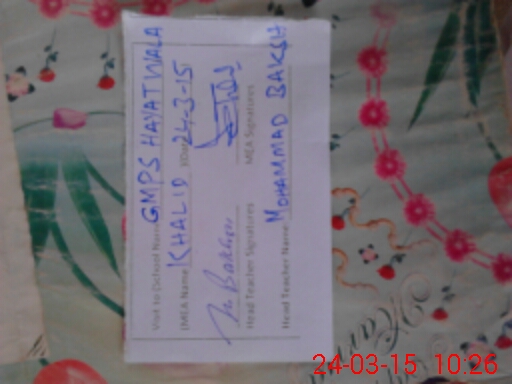 Visit to (School Name GMPS HAYATWALA
(MEA Name KHALID )Date 24-3-15
M. Bakhsh
Head Teacher Signatures MEA Signatures
Head Teacher Name MOHAMMAD BAKSH
24-03-15 10:26